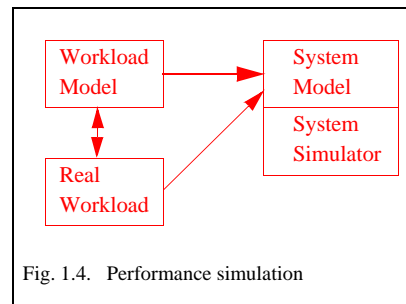 Workload
Model
System
Model
System
Simulator
Real
Workload
Fig. 1.4. Performance simulation